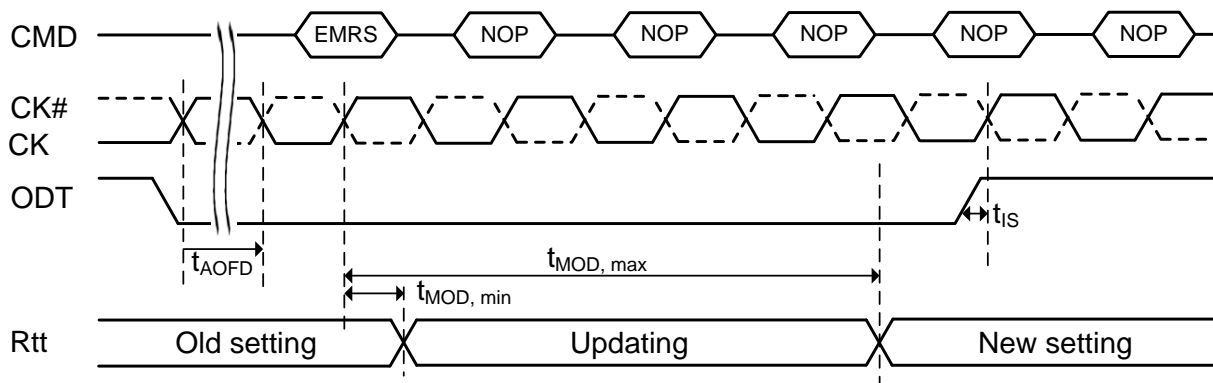 CMD EMRS NOP NOP NOP NOP NOP
CK#
CK
ODT
tIS
tAOFD
tMOD, max
tMOD, min
Rtt Old setting Updating New setting